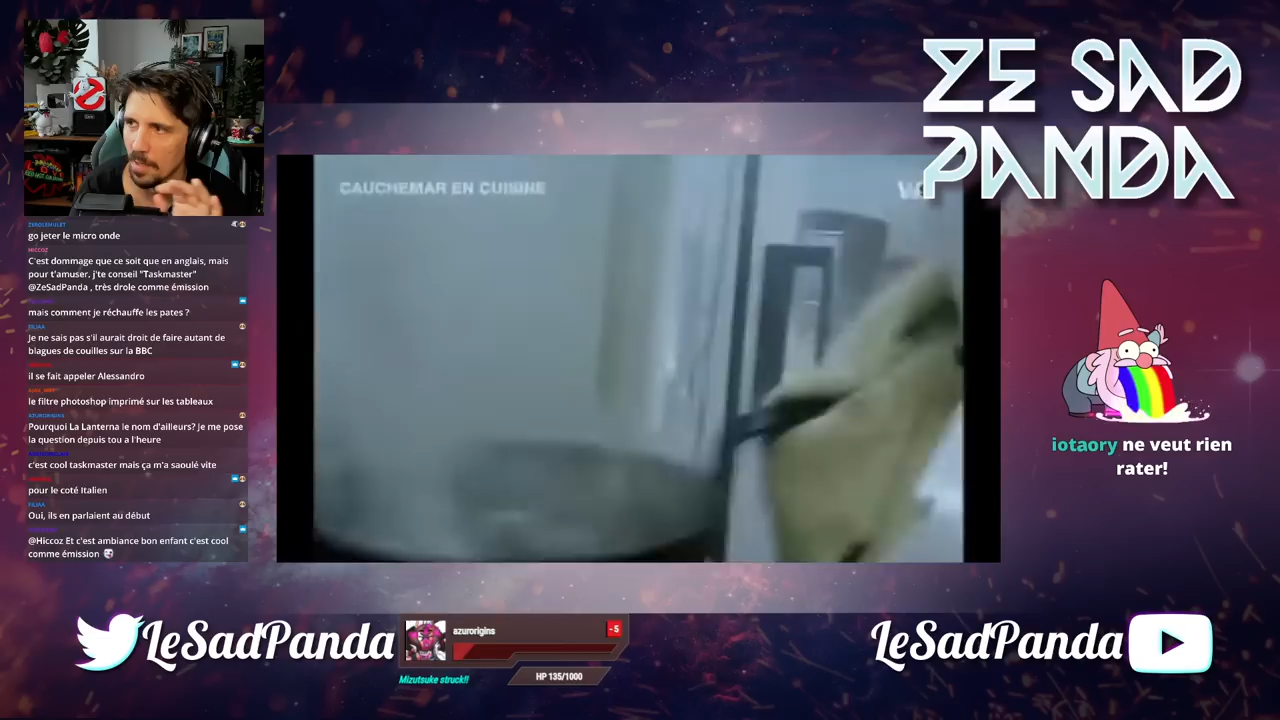 ZE SAD
PANDA
CAUCHEMAR EN CUISINE
go jeter le micro onde
HICCOZ
C'est dommage que ce soit que en anglais, mais
pour t'amuser, j'te conseil "Taskmaster"
@ZeSadPanda , très drole comme émission
mais comment je réchauffe les pates ?
Je ne sais pas s'il aurait droit de faire autant de
blagues de couilles sur la BBC
il se fait appeler Alessandro
le filtre photoshop imprimé sur les tableaux
AZURORIGINS
Pourquoi La Lanterna le nom d'ailleurs? Je me pose
la question depuis tou a l'heure
c'est cool taskmaster mais ça m'a saoulé vite
pour le coté Italien
Oui, ils en parlaient au début
@Hiccoz Et c'est ambiance bon enfant c'est cool
comme émission
iotaory ne veut rien
rater!
LeSadPanda
azurorigins
-5
HP 135/1000
Mizutsuke struck!!
LeSadPanda